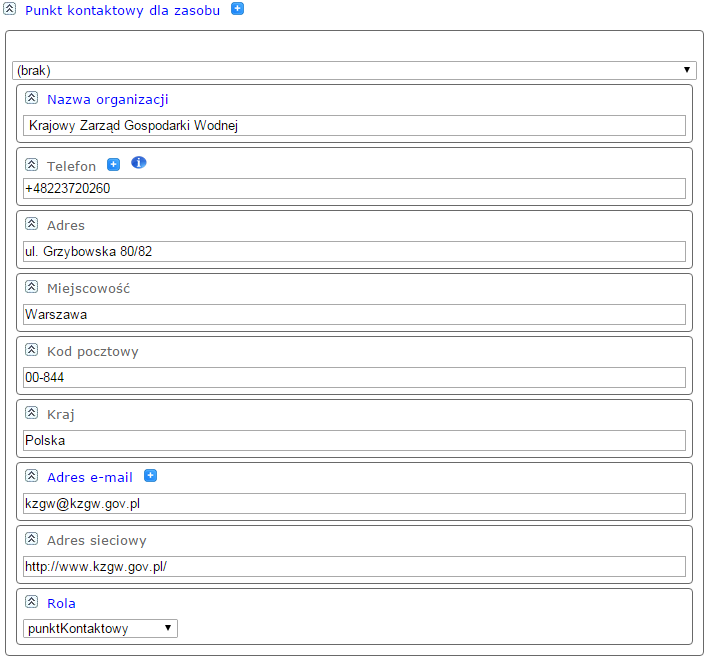 Punkt kontaktowy dla zasobu
(brak)
Nazwa organizacji
Krajowy Zarząd Gospodarki Wodnej
Telefon
+48223720260
Adres
ul. Grzybowska 80/82
Miejscowość
Warszawa
Kod pocztowy
00-844
Kraj
Polska
Adres e-mail
kzgw@kzgw.gov.pl
Adres sieciowy
http://www.kzgw.gov.pl/
Rola
punktKontaktowy